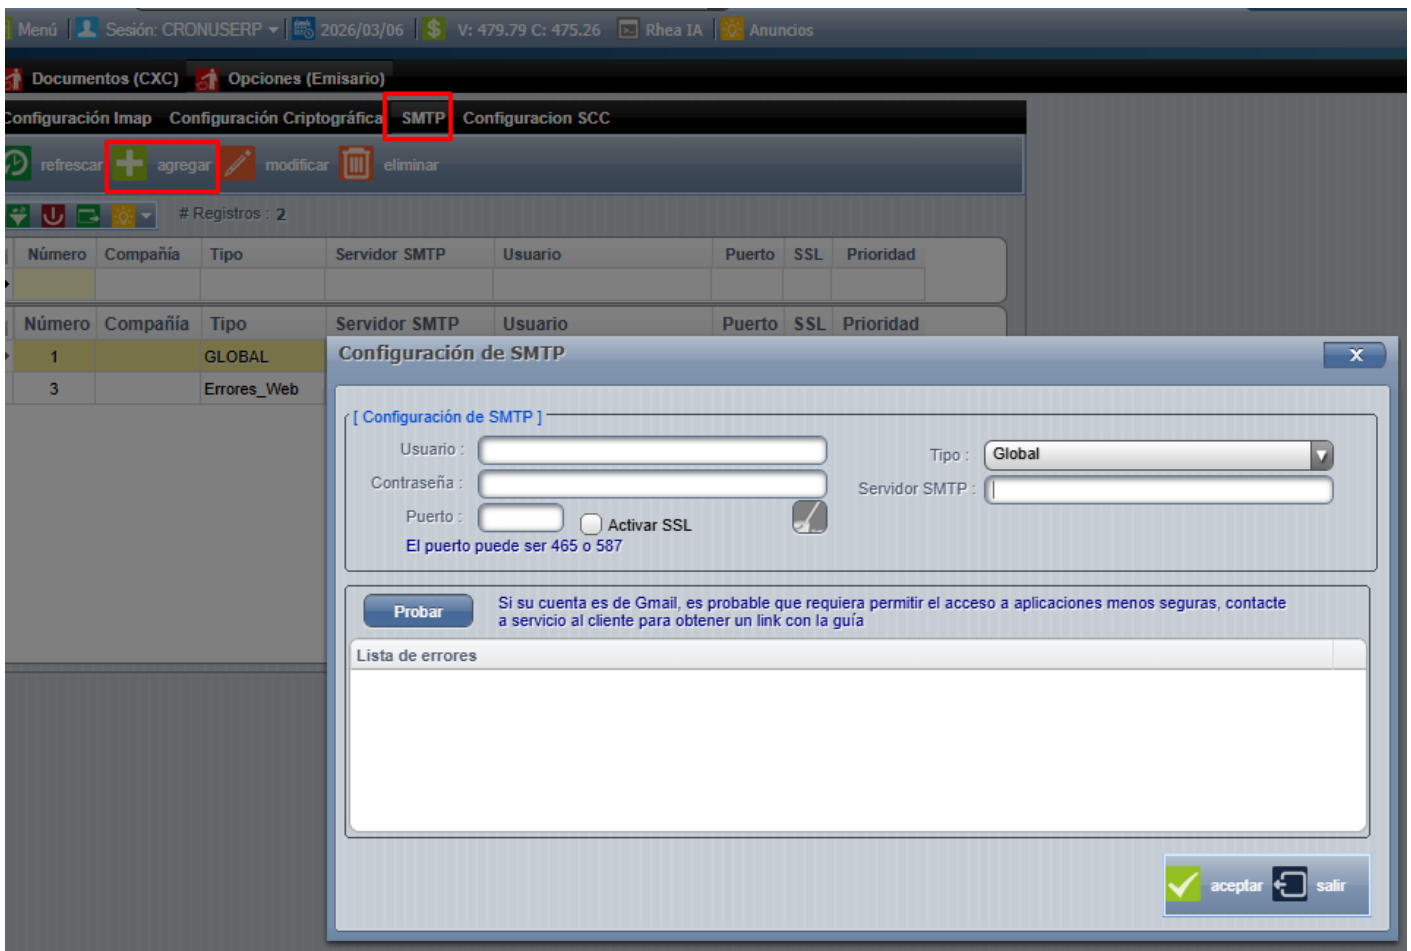 Menú Sesión: CRONUSERP 2026/03/06 V: 479.79 C: 475.26 Rhea IA Anuncios
Documentos (CXC) Opciones (Emisario)
Configuración Imap Configuración Criptográfica SMTP Configuracion SCC
refrescar agregar modificar eliminar
# Registros : 2
Número Compañía Tipo Servidor SMTP Usuario Puerto SSL Prioridad
Número Compañía Tipo Servidor SMTP Usuario Puerto SSL Prioridad
1 GLOBAL
3 Errores_Web
Configuración de SMTP X
[ Configuración de SMTP ]
Usuario : Tipo : Global
Contraseña : Servidor SMTP :
Puerto : Activar SSL
El puerto puede ser 465 o 587
Probar Si su cuenta es de Gmail, es probable que requiera permitir el acceso a aplicaciones menos seguras, contacte
a servicio al cliente para obtener un link con la guía
Lista de errores
aceptar salir